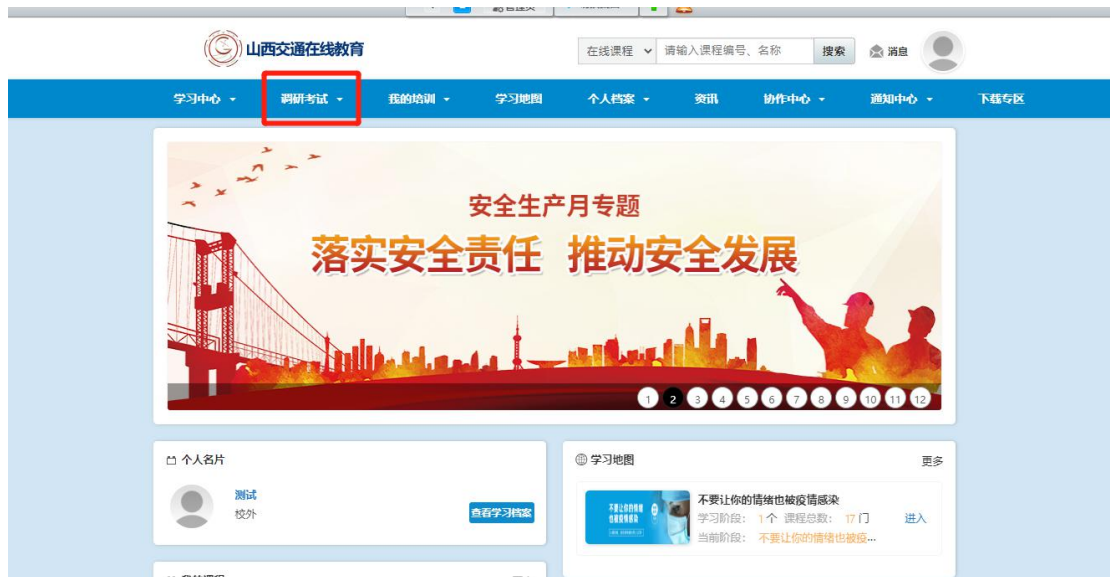 山西交通在线教育
在线课程 请输入课程编号、名称 搜索 消息
学习中心 调研考试 我的培训 学习地图 个人档案 资讯 协作中心 通知中心 下载专区
安全生产月专题
落实安全责任 推动安全发展
1 2 3 4 5 6 7 8 9 10 11 12
个人名片
测试
校外
查看学习档案
学习地图 更多
不要让你的情绪也被疫情感染
学习阶段: 1个 课程总数: 17门 进入
当前阶段: 不要让你的情绪也被疫...